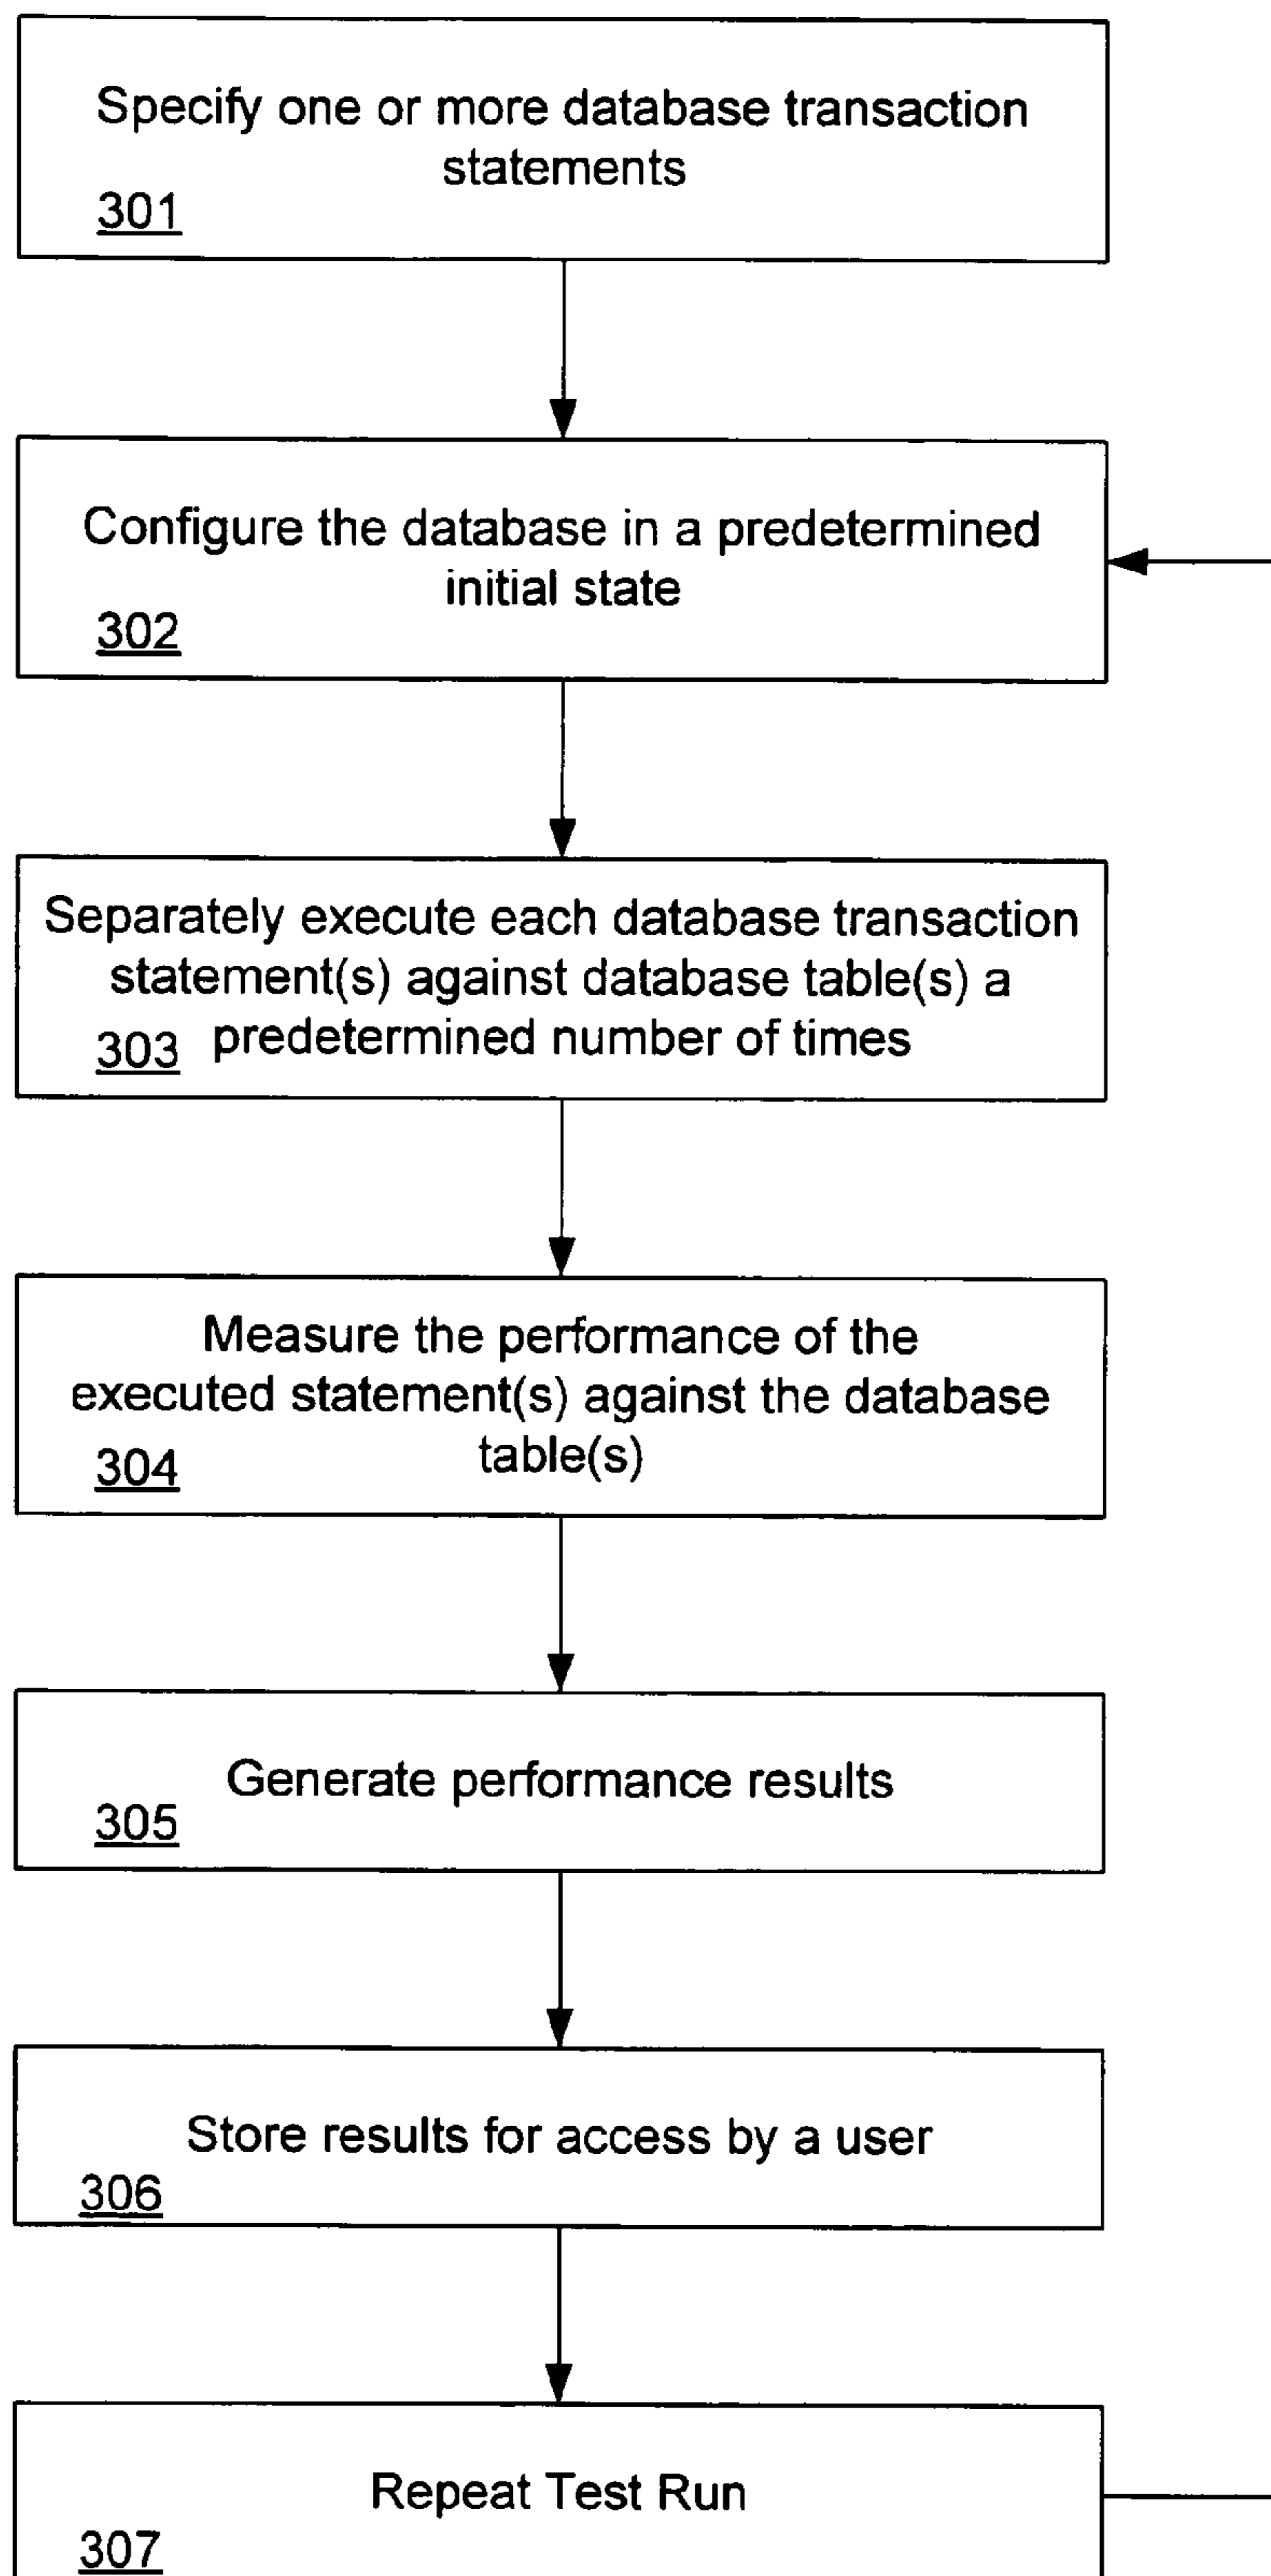 Specify one or more database transaction
statements
301
Configure the database in a predetermined
initial state
302
Separately execute each database transaction
statement(s) against database table(s) a
303 predetermined number of times
Measure the performance of the
executed statement(s) against the database
table(s)
304
Generate performance results
305
Store results for access by a user
306
Repeat Test Run
307